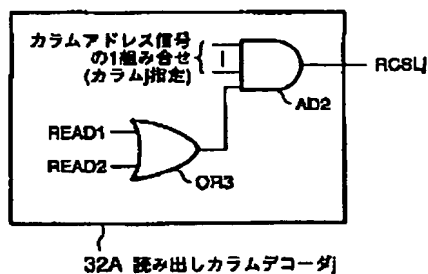 カラムアドレス信号
の1組み合せ
(カラムj指定)
RCSLj
AD2
READ1
READ2
OR3
32A 読み出しカラムデコーダj